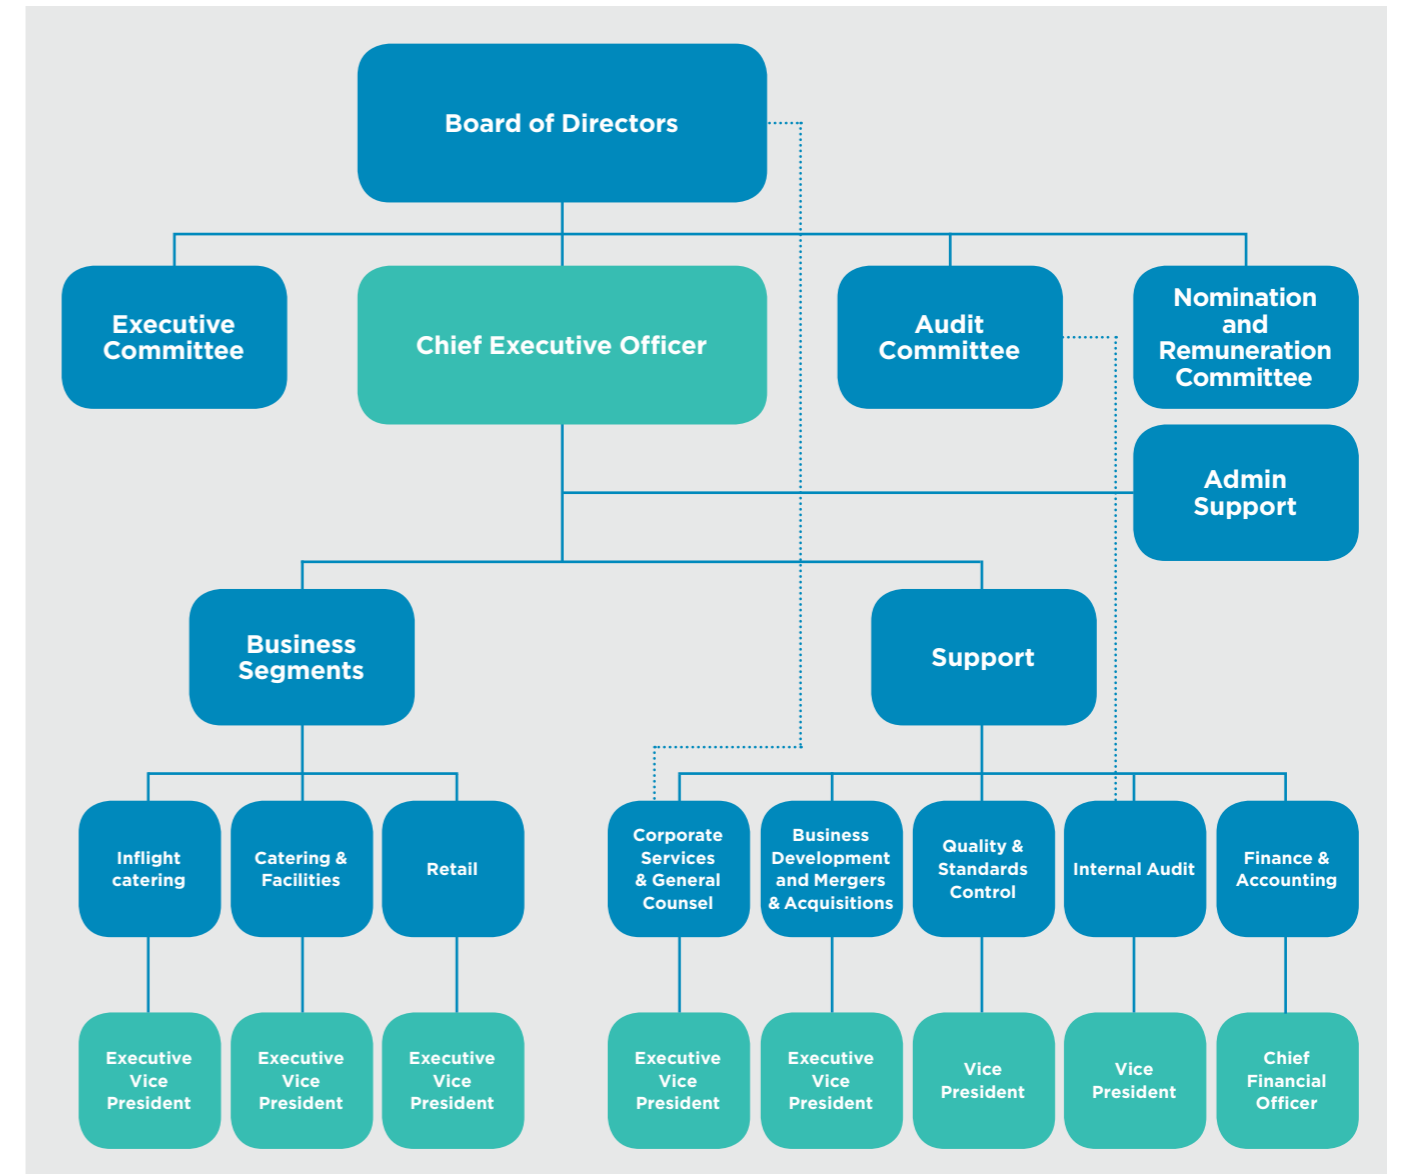 Board of Directors
Executive
Committee
Chief Executive Officer
Audit
Committee
Nomination
and
Remuneration
Committee
Admin
Support
Business
Segments
Support
Inflight
catering
Catering &
Facilities
Retail
Corporate
Services
& General
Counsel
Business
Development
and Mergers
& Acquisitions
Quality &
Standards
Control
Internal Audit
Finance &
Accounting
Executive
Vice
President
Executive
Vice
President
Executive
Vice
President
Executive
Vice
President
Executive
Vice
President
Vice
President
Vice
President
Chief
Financial
Officer